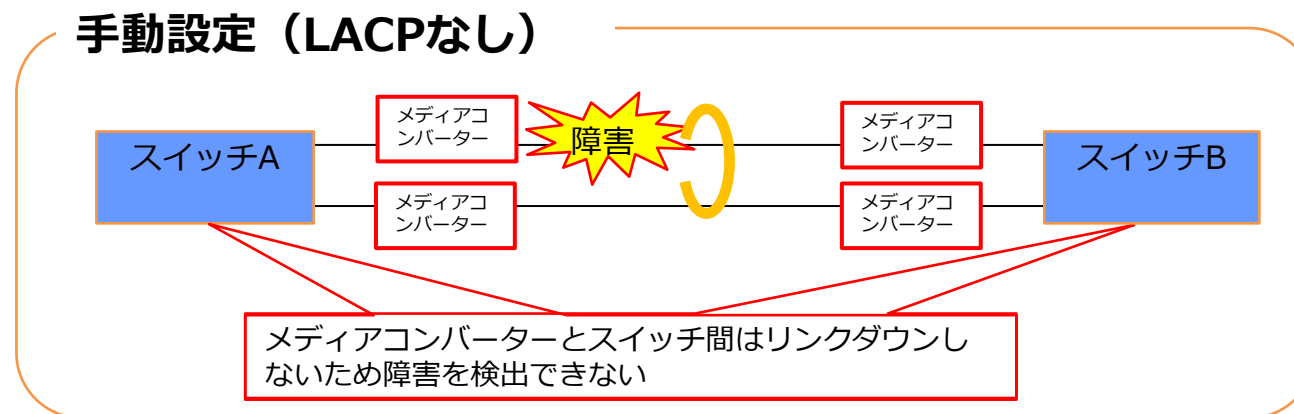 手動設定（LACPなし）
メディアコ
ンバーター
障害
メディアコ
ンバーター
スイッチA
スイッチB
メディアコ
ンバーター
メディアコ
ンバーター
メディアコンバーターとスイッチ間はリンクダウンし
ないため障害を検出できない